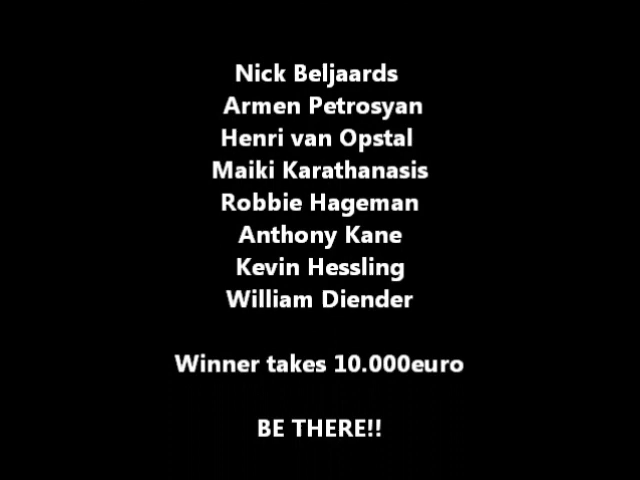 Nick Beljaards
Armen Petrosyan
Henri van Opstal
Maiki Karathanasis
Robbie Hageman
Anthony Kane
Kevin Hessling
William Diender
Winner takes 10.000euro
BE THERE!!